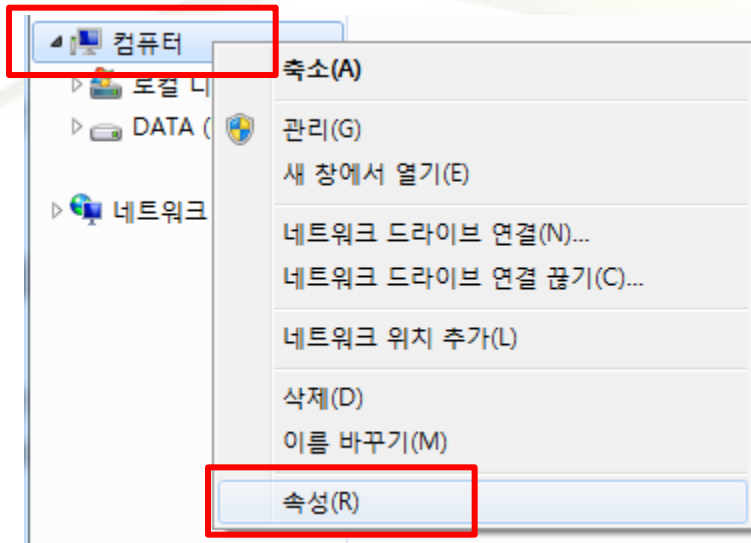 컴퓨터
축소(A)
로컬 디
관리(G)
DATA (
새 창에서 열기(E)
네트워크
네트워크 드라이브 연결(N)...
네트워크 드라이브 연결 끊기(C)...
네트워크 위치 추가(L)
삭제(D)
이름 바꾸기(M)
속성(R)